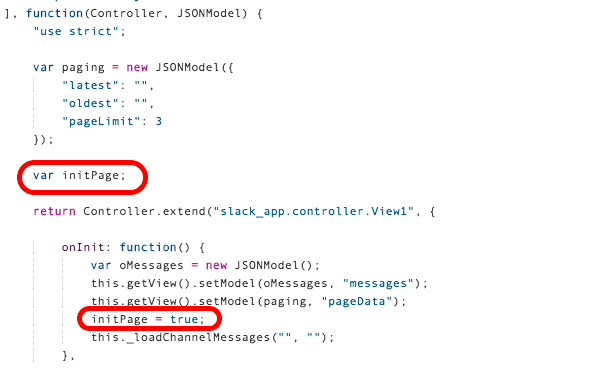 ], function(Controller, JSONModel) {
"use strict";
var paging = new JSONModel({
"latest": "",
"oldest": "",
"pageLimit": 3
});
var initPage;
return Controller.extend("slack_app.controller.View1", {
onInit: function() {
var oMessages = new JSONModel();
this.getView().setModel(oMessages, "messages");
this.getView().setModel(paging, "pageData");
initPage = true;
this._loadChannelMessages("", "");
},